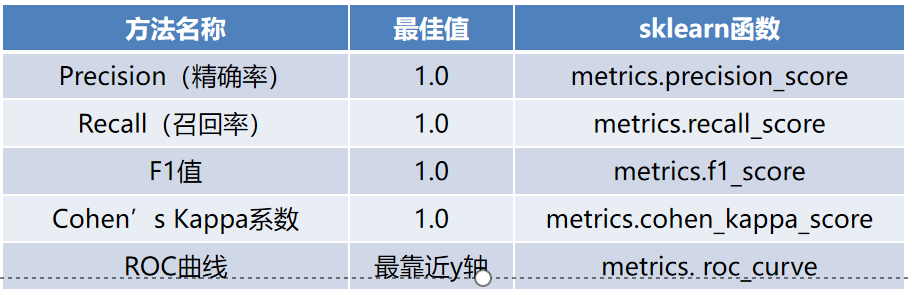 方法名称 最佳值 sklearn函数
Precision（精确率） 1.0 metrics.precision_score
Recall（召回率） 1.0 metrics.recall_score
F1值 1.0 metrics.f1_score
Cohen’s Kappa系数 1.0 metrics.cohen_kappa_score
ROC曲线 最靠近y轴 metrics. roc_curve